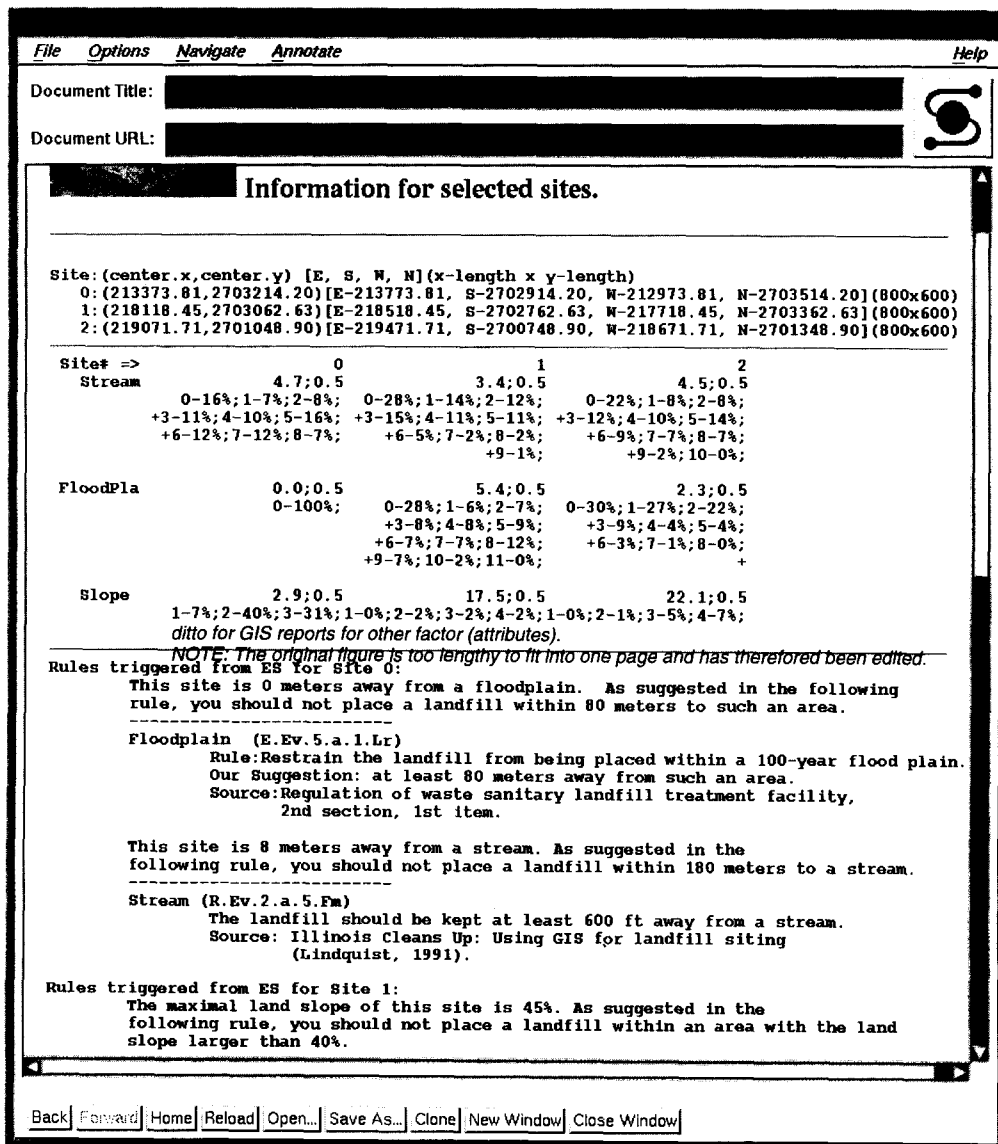 File Options Navigate Annotate Help
Document Title:
Document URL:
Information for selected sites.
Site:(center.x,center.y) [E, S, W, N](x-length x y-length)
0:(213373.81,2703214.20)[E-213773.81, S-2702914.20, W-212973.81, N-2703514.20](800x600)
1:(218118.45,2703062.63)[E-218518.45, S-2702762.63, W-217718.45, N-2703362.63](800x600)
2:(219071.71,2701048.90)[E-219471.71, S-2700748.90, W-218671.71, N-2701348.90](800x600)
Site# => 0 1 2
Stream 4.7;0.5 3.4;0.5 4.5;0.5
0-16%;1-7%;2-8%; 0-28%;1-14%;2-12%; 0-22%;1-8%;2-8%;
+3-11%;4-10%;5-16%; +3-15%;4-11%;5-11%; +3-12%;4-10%;5-14%;
+6-12%;7-12%;8-7%; +6-5%;7-2%;8-2%; +6-9%;7-7%;8-7%;
+9-1%; +9-2%;10-0%;
FloodPla 0.0;0.5 5.4;0.5 2.3;0.5
0-100%; 0-28%;1-6%;2-7%; 0-30%;1-27%;2-22%;
+3-8%;4-8%;5-9%; +3-9%;4-4%;5-4%;
+6-7%;7-7%;8-12%; +6-3%;7-1%;8-0%;
+9-7%;10-2%;11-0%; +
Slope 2.9;0.5 17.5;0.5 22.1;0.5
1-7%;2-40%;3-31%;1-0%;2-2%;3-2%;4-2%;1-0%;2-1%;3-5%;4-7%;
ditto for GIS reports for other factor (attributes).
NOTE: The original figure is too lengthy to fit into one page and has therefored been edited.
Rules triggered from ES for Site 0:
This site is 0 meters away from a floodplain. As suggested in the following
rule, you should not place a landfill within 80 meters to such an area.
---------------------------
Floodplain (E.Ev.5.a.1.Lr)
Rule:Restrain the landfill from being placed within a 100-year flood plain.
Our Suggestion: at least 80 meters away from such an area.
Source:Regulation of waste sanitary landfill treatment facility,
2nd section, 1st item.
This site is 8 meters away from a stream. As suggested in the
following rule, you should not place a landfill within 180 meters to a stream.
---------------------------
Stream (R.Ev.2.a.5.Fm)
The landfill should be kept at least 600 ft away from a stream.
Source: Illinois Cleans Up: Using GIS for landfill siting
(Lindquist, 1991).
Rules triggered from ES for Site 1:
The maximal land slope of this site is 45%. As suggested in the
following rule, you should not place a landfill within an area with the land
slope larger than 40%.
Back Forward Home Reload Open... Save As... Clone New Window Close Window